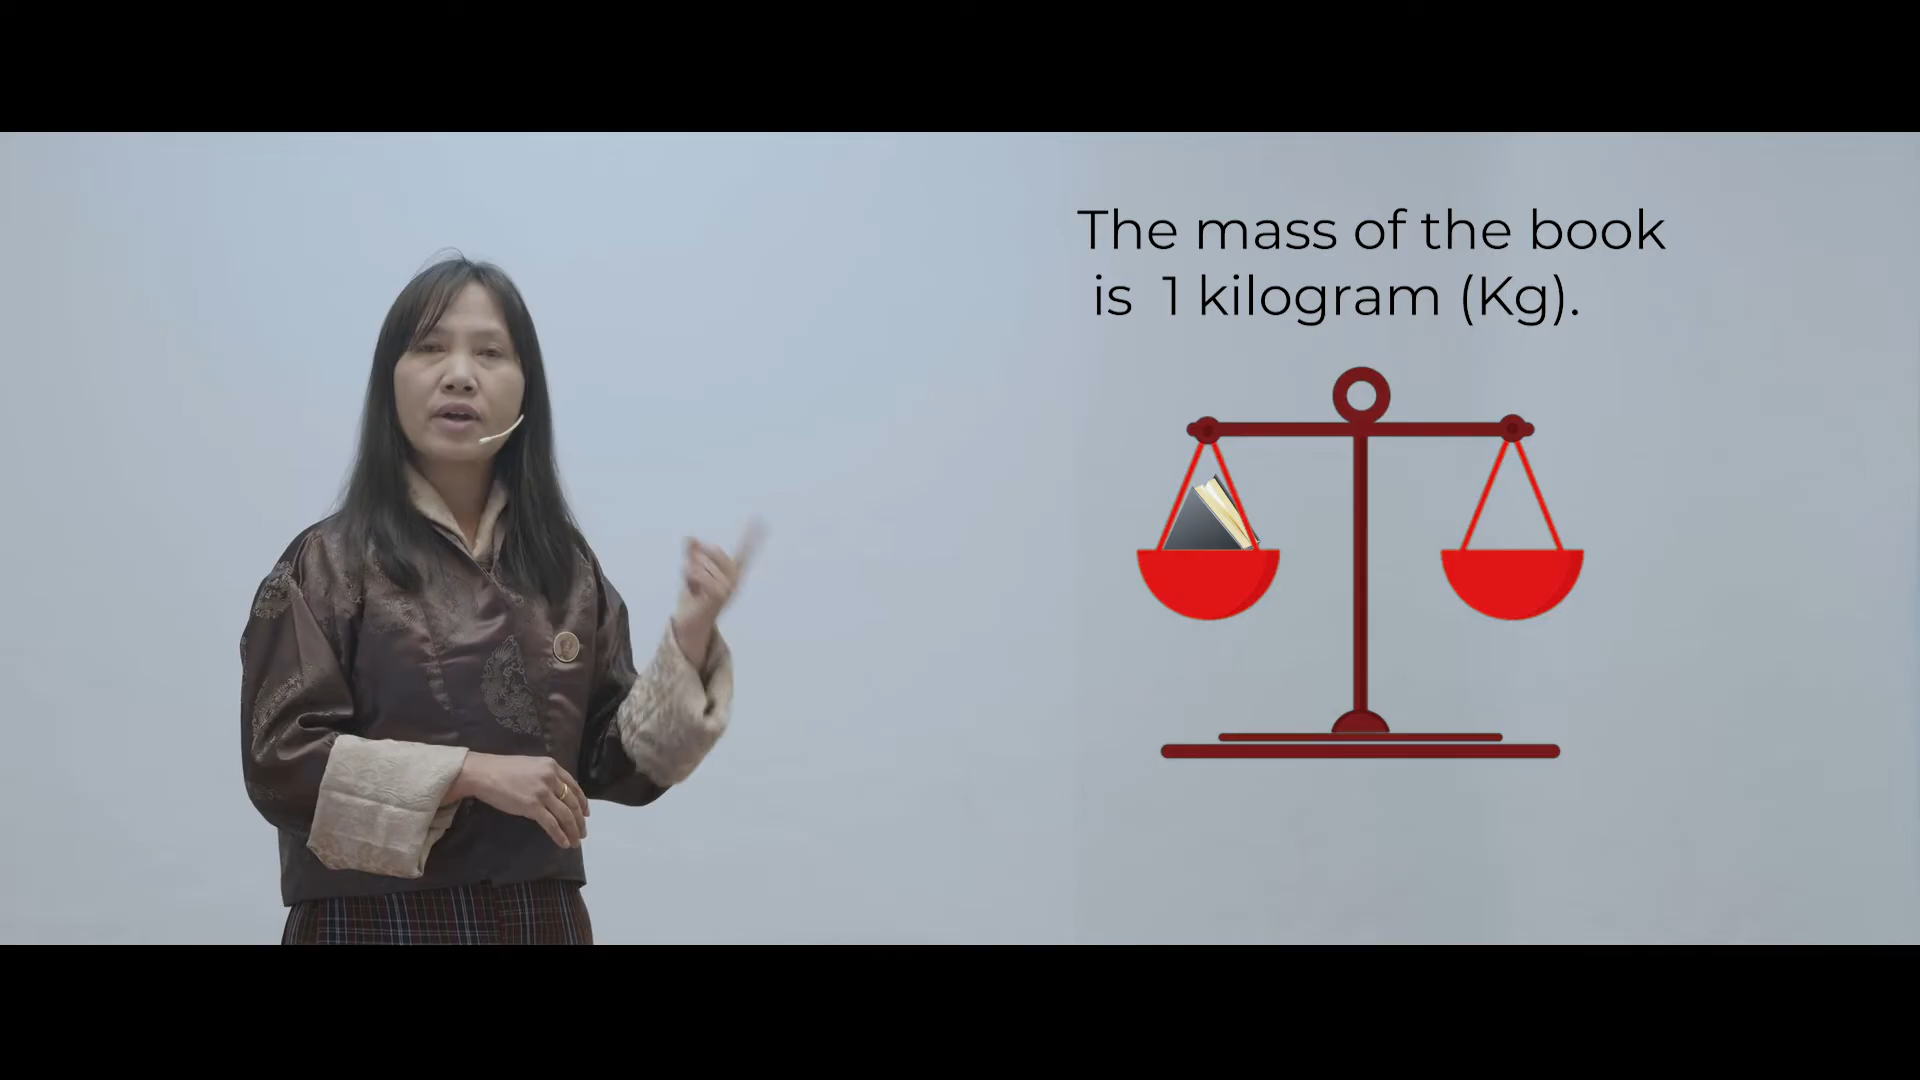 The mass of the book
is 1 kilogram (Kg).